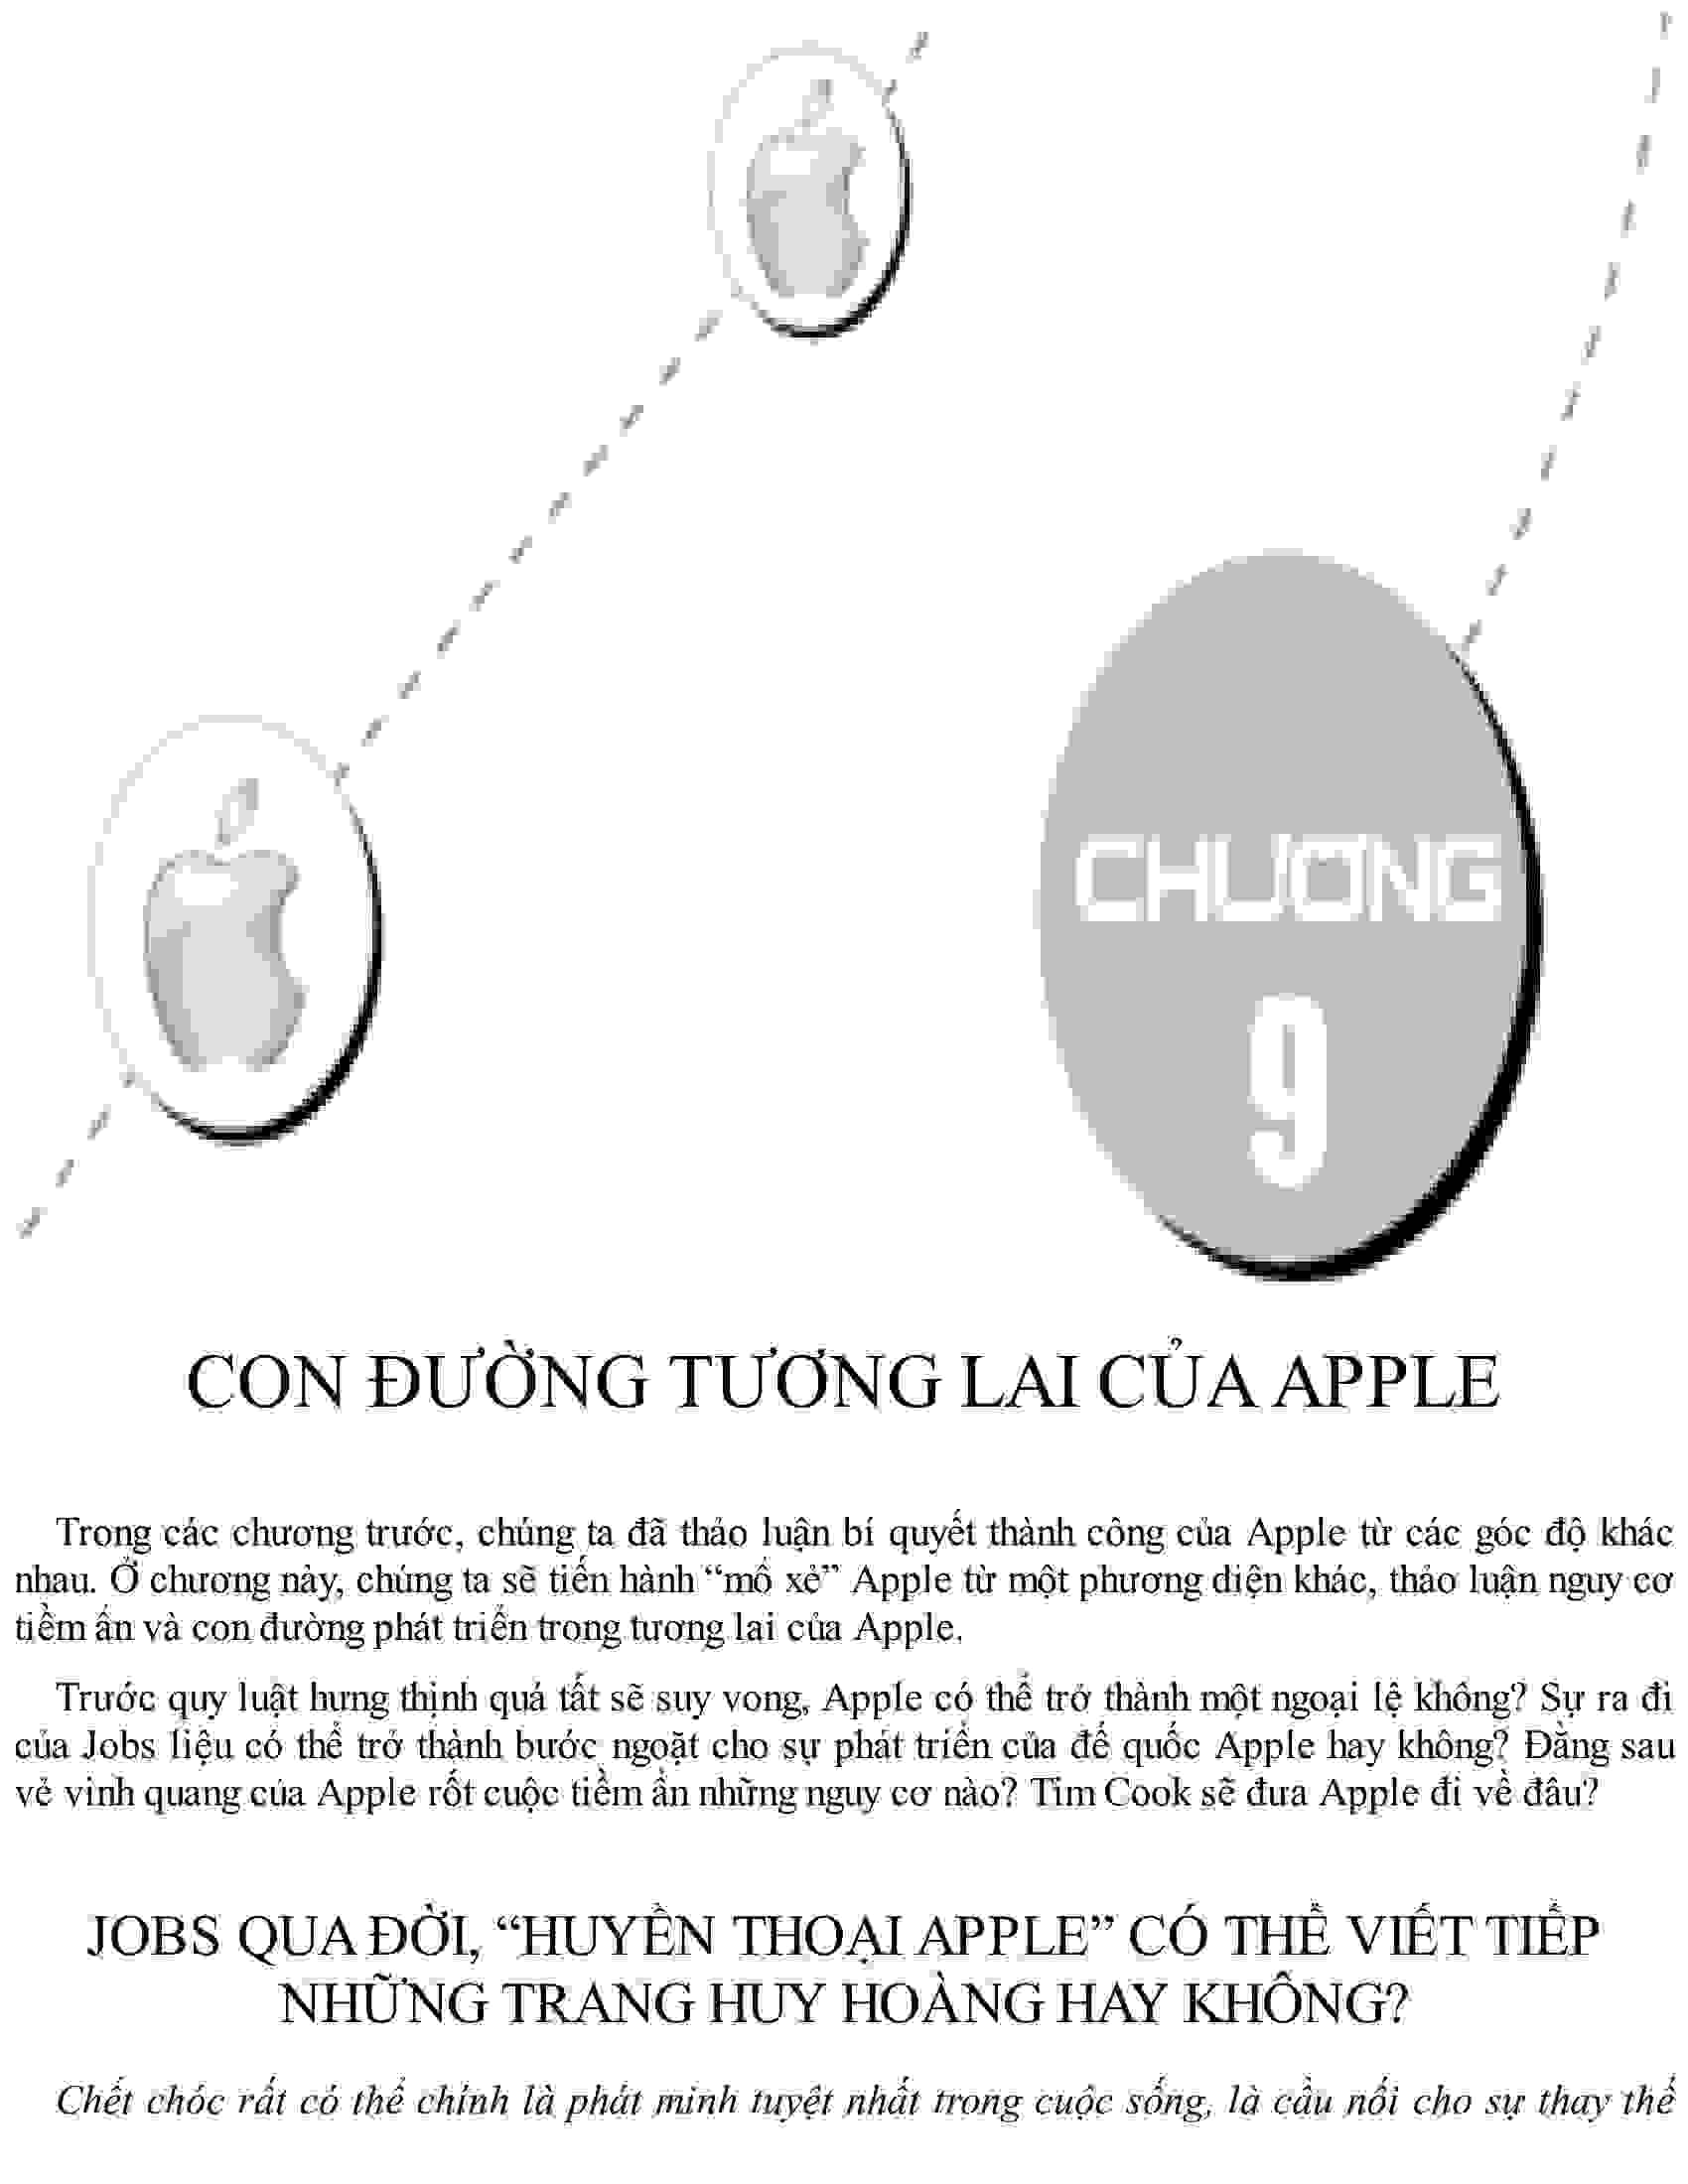 CHƯƠNG
9
CON ĐƯỜNG TƯƠNG LAI CỦA APPLE
Trong các chương trước, chúng ta đã thảo luận bí quyết thành công của Apple từ các góc độ khác
nhau. Ở chương này, chúng ta sẽ tiến hành “mổ xẻ” Apple từ một phương diện khác, thảo luận nguy cơ
tiềm ẩn và con đường phát triển trong tương lai của Apple.
Trước quy luật hưng thịnh quá tất sẽ suy vong, Apple có thể trở thành một ngoại lệ không? Sự ra đi
của Jobs liệu có thể trở thành bước ngoặt cho sự phát triển của đế quốc Apple hay không? Đằng sau
vẻ vinh quang của Apple rốt cuộc tiềm ẩn những nguy cơ nào? Tim Cook sẽ đưa Apple đi về đâu?
JOBS QUA ĐỜI, “HUYỀN THOẠI APPLE” CÓ THỂ VIẾT TIẾP
NHỮNG TRANG HUY HOÀNG HAY KHÔNG?
Chết chóc rất có thể chính là phát minh tuyệt nhất trong cuộc sống, là cầu nối cho sự thay thế